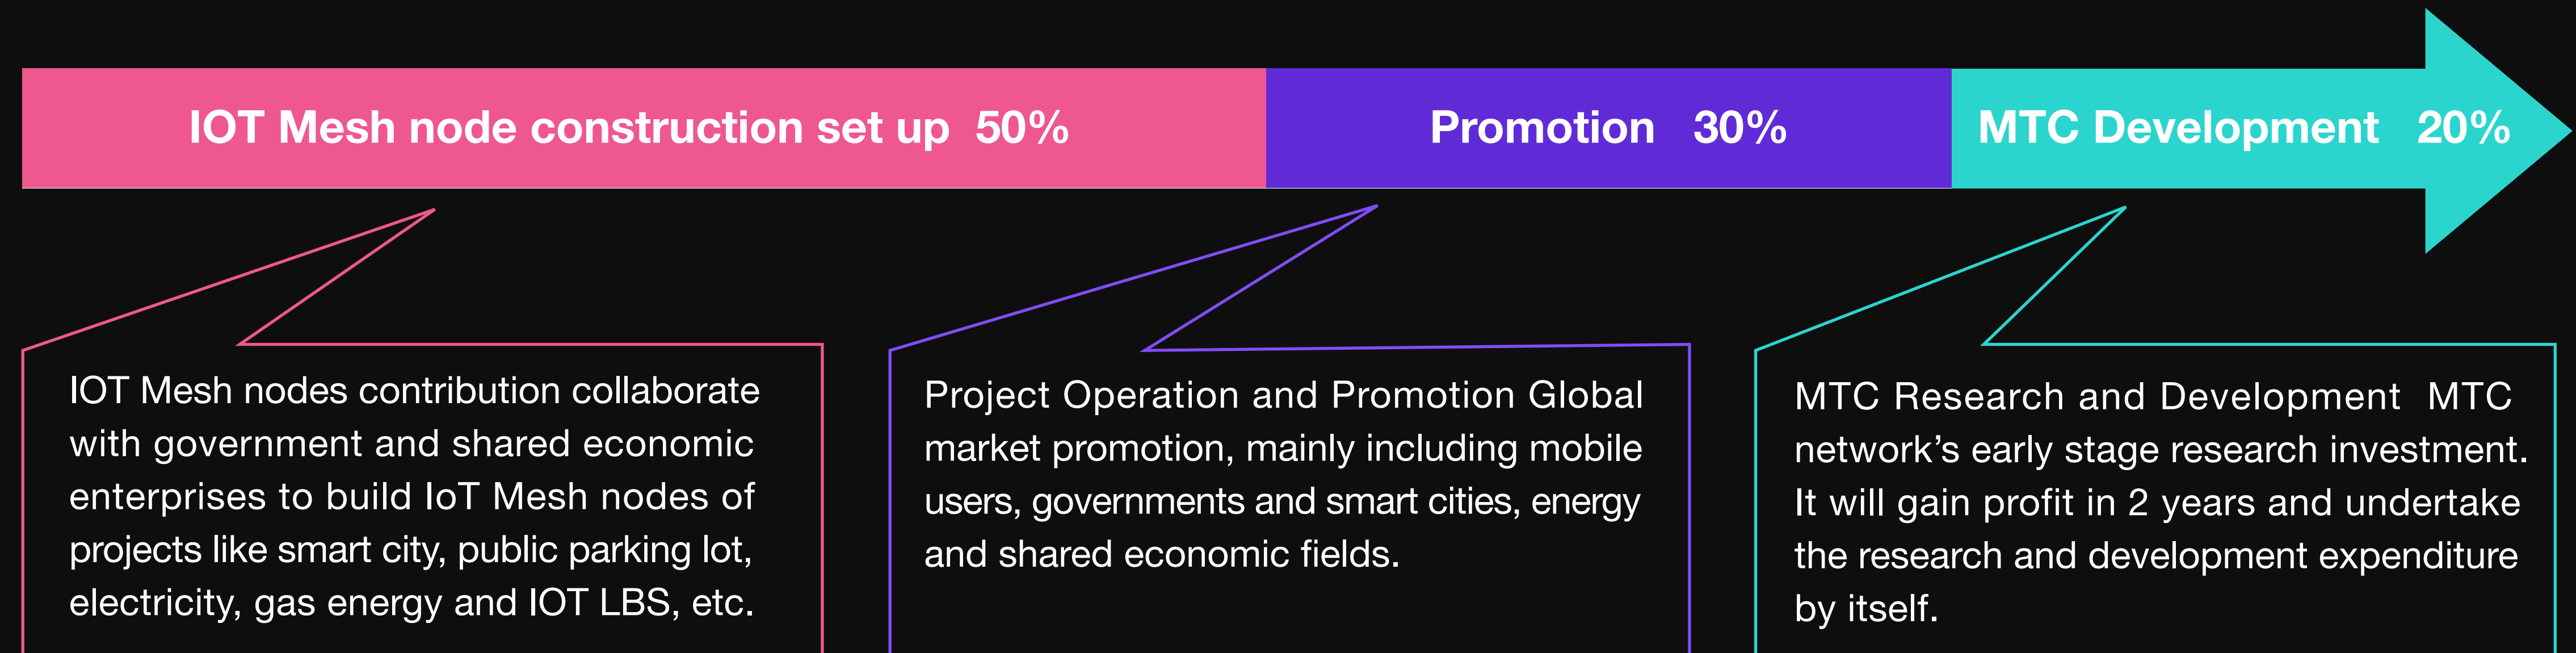 IOT Mesh node construction set up 50%
Promotion 30%
MTC Development 20%
IOT Mesh nodes contribution collaborate
with government and shared economic
enterprises to build IoT Mesh nodes of
projects like smart city, public parking lot,
electricity, gas energy and IOT LBS, etc.
Project Operation and Promotion Global
market promotion, mainly including mobile
users, governments and smart cities, energy
and shared economic fields.
MTC Research and Development MTC
network’s early stage research investment.
It will gain profit in 2 years and undertake
the research and development expenditure
by itself.